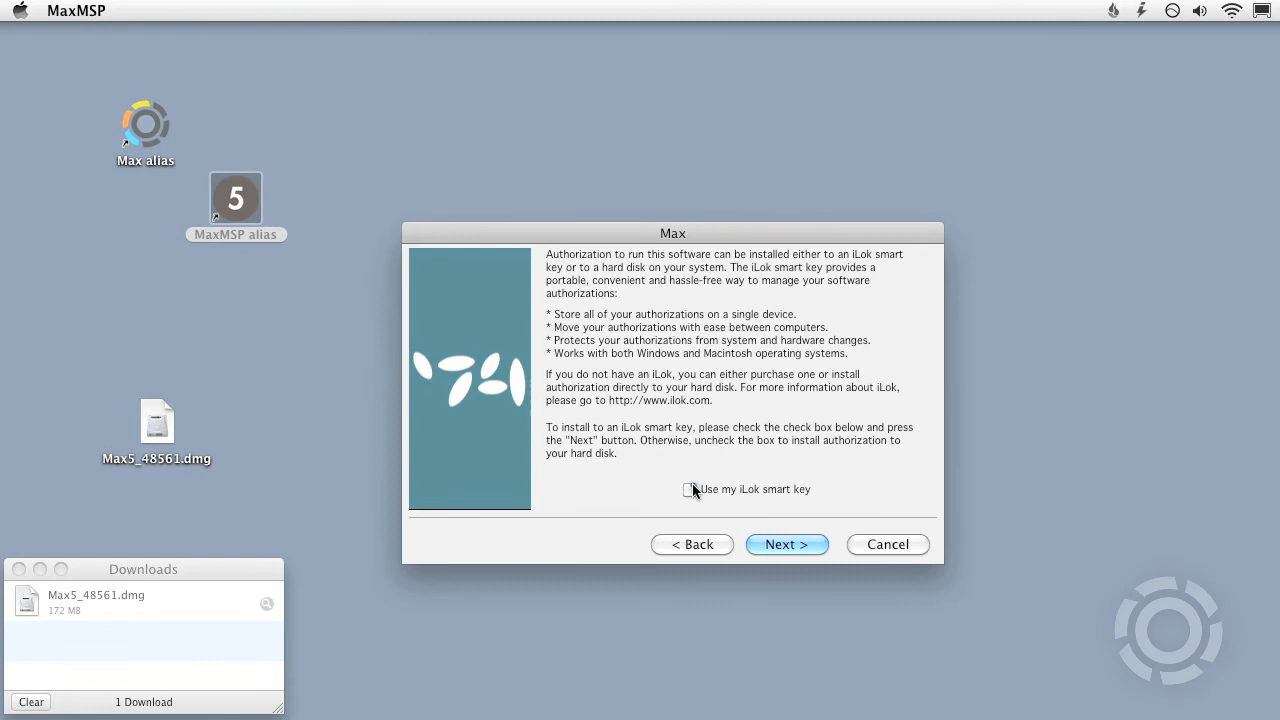 MaxMSP
Max alias
5
MaxMSP alias
Max5_48561.dmg
Max
Authorization to run this software can be installed either to an iLok smart
key or to a hard disk on your system. The iLok smart key provides a
portable, convenient and hassle-free way to manage your software
authorizations:
* Store all of your authorizations on a single device.
* Move your authorizations with ease between computers.
* Protects your authorizations from system and hardware changes.
* Works with both Windows and Macintosh operating systems.
If you do not have an iLok, you can either purchase one or install
authorization directly to your hard disk. For more information about iLok,
please go to http://www.ilok.com.
To install to an iLok smart key, please check the check box below and press
the "Next" button. Otherwise, uncheck the box to install authorization to
your hard disk.
Use my iLok smart key
< Back
Next >
Cancel
Downloads
Max5_48561.dmg
172 MB
Clear
1 Download